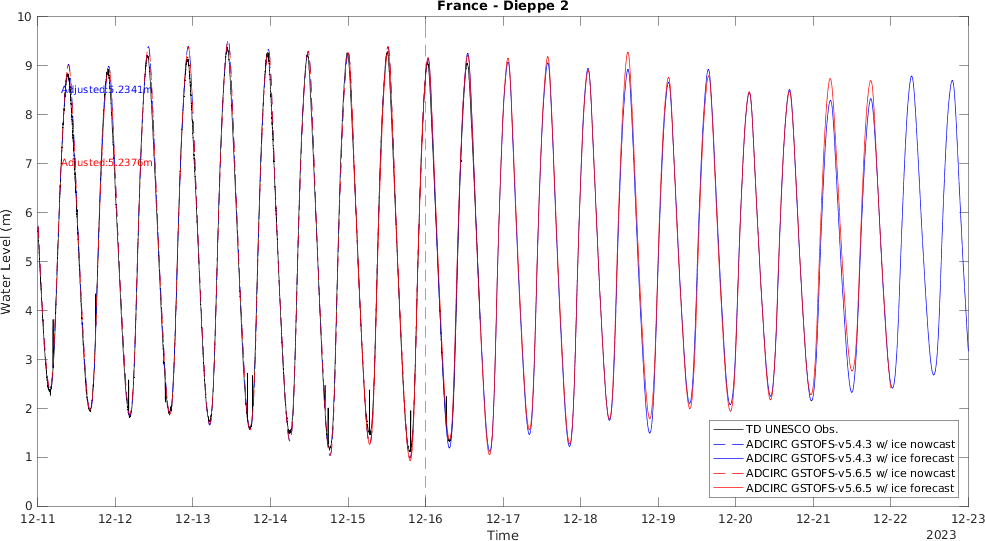 France - Dieppe 2
Water Level (m)
10
9
8
7
6
5
4
3
2
1
0
Adjusted:5.2341m
Adjusted:5.2376m
TD UNESCO Obs.
ADCIRC GSTOFS-v5.4.3 w/ ice nowcast
ADCIRC GSTOFS-v5.4.3 w/ ice forecast
ADCIRC GSTOFS-v5.6.5 w/ ice nowcast
ADCIRC GSTOFS-v5.6.5 w/ ice forecast
12-11 12-12 12-13 12-14 12-15 12-16 12-17 12-18 12-19 12-20 12-21 12-22 12-23
Time
2023